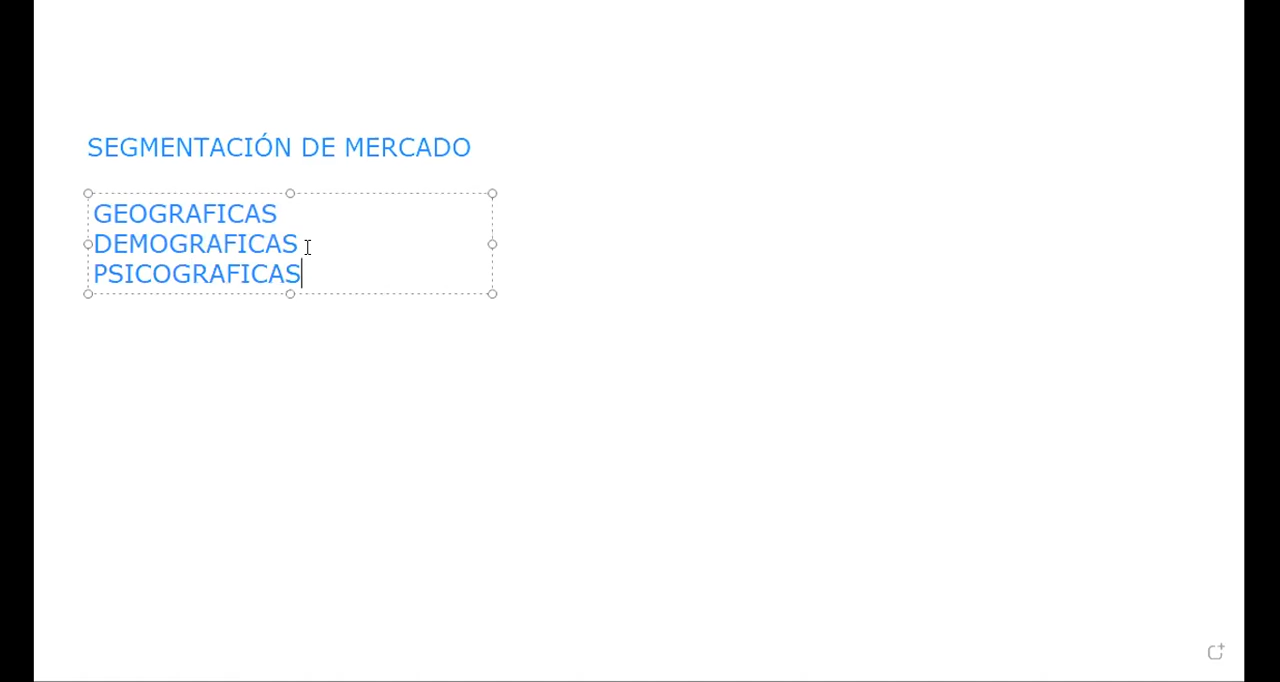 SEGMENTACIÓN DE MERCADO
GEOGRAFICAS
DEMOGRAFICAS
PSICOGRAFICAS